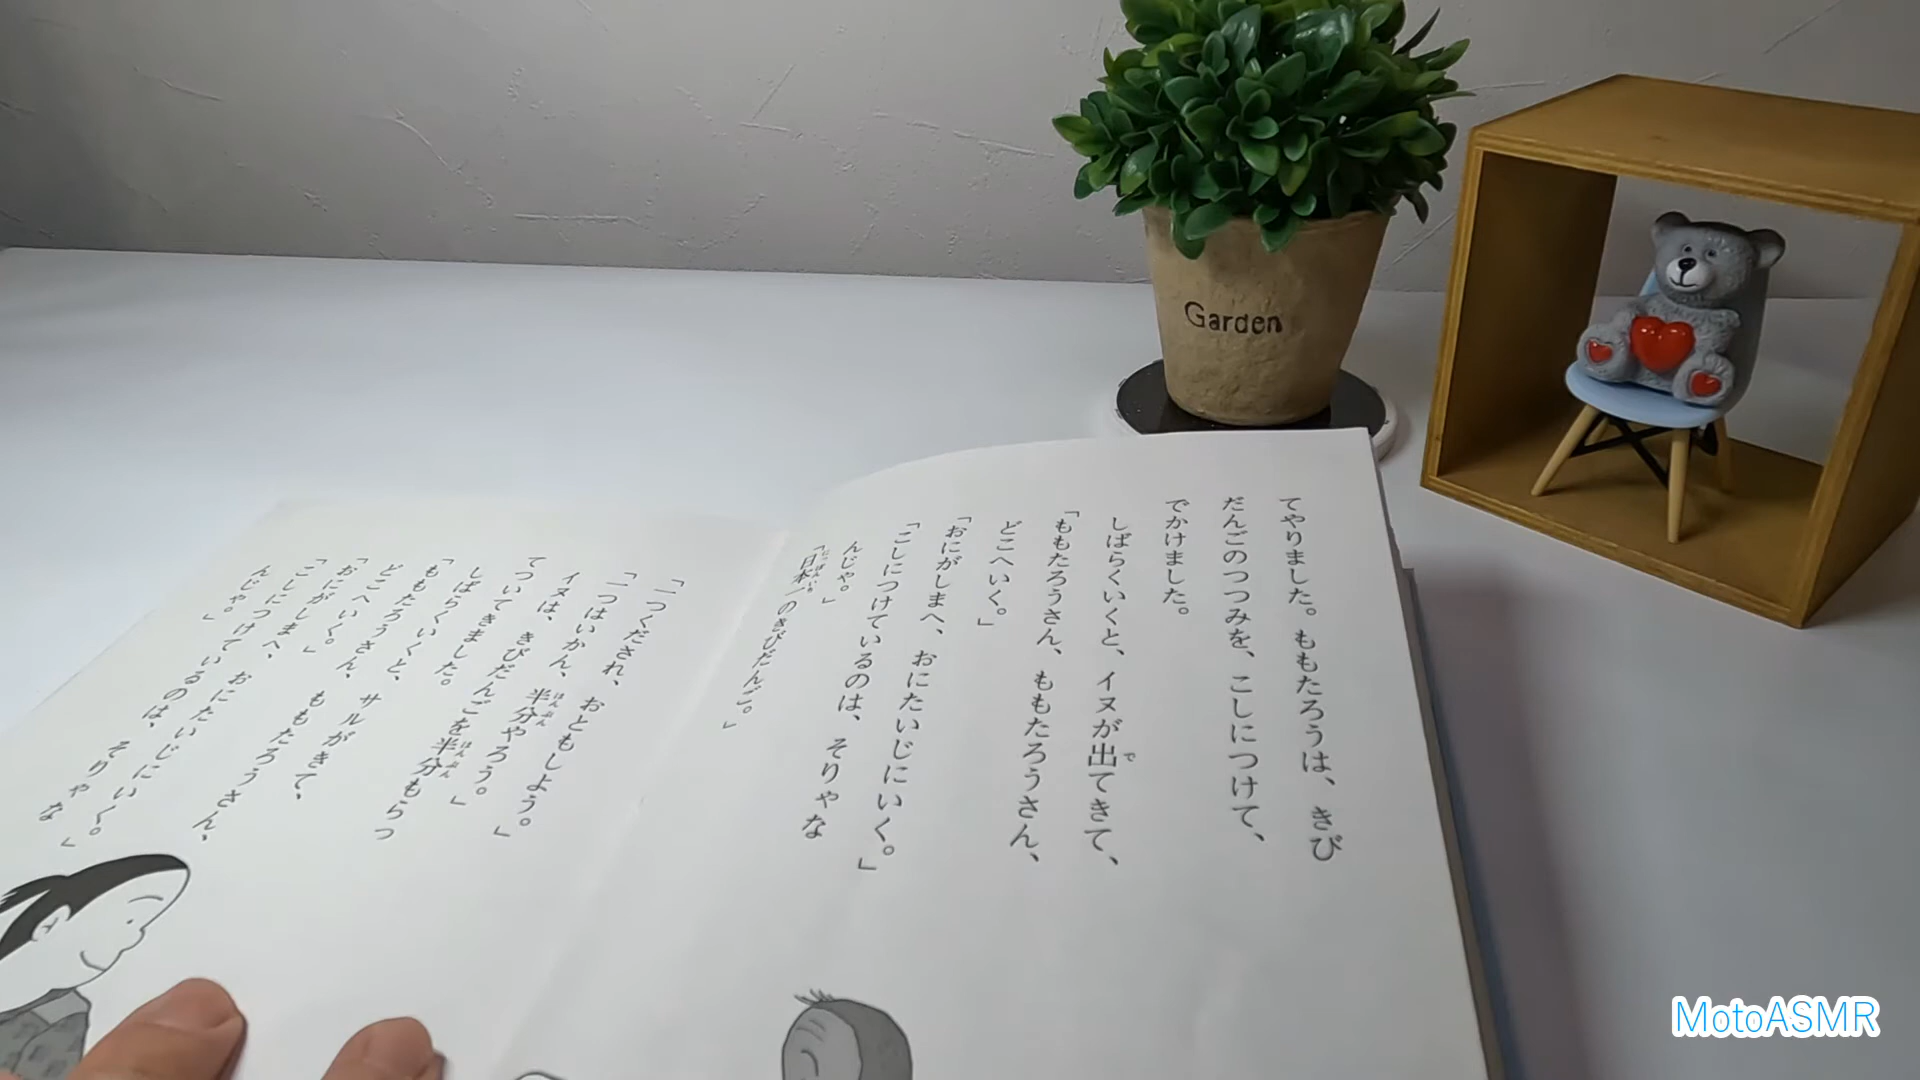 てやりました。ももたろうは、きび
だんごのつつみを、こしにつけて、
でかけました。
しばらくいくと、イヌが出てきて、
「ももたろうさん、ももたろうさん、
どこへいく。」
「おにがしまへ、おにたいじにいく。」
「こしにつけているのは、そりゃな
んじゃ。」
「日本一のきびだんご。」
「一つくだされ、おともしよう。」
「一つはいかん、半分やろう。」
イヌは、きびだんごを半分もらっ
てついてきました。
しばらくいくと、サルがきて、
「ももたろうさん、ももたろうさん、
どこへいく。」
「おにがしまへ、おにたいじにいく。」
「こしにつけているのは、そりゃな
んじゃ。」
Garden
MotoASMR